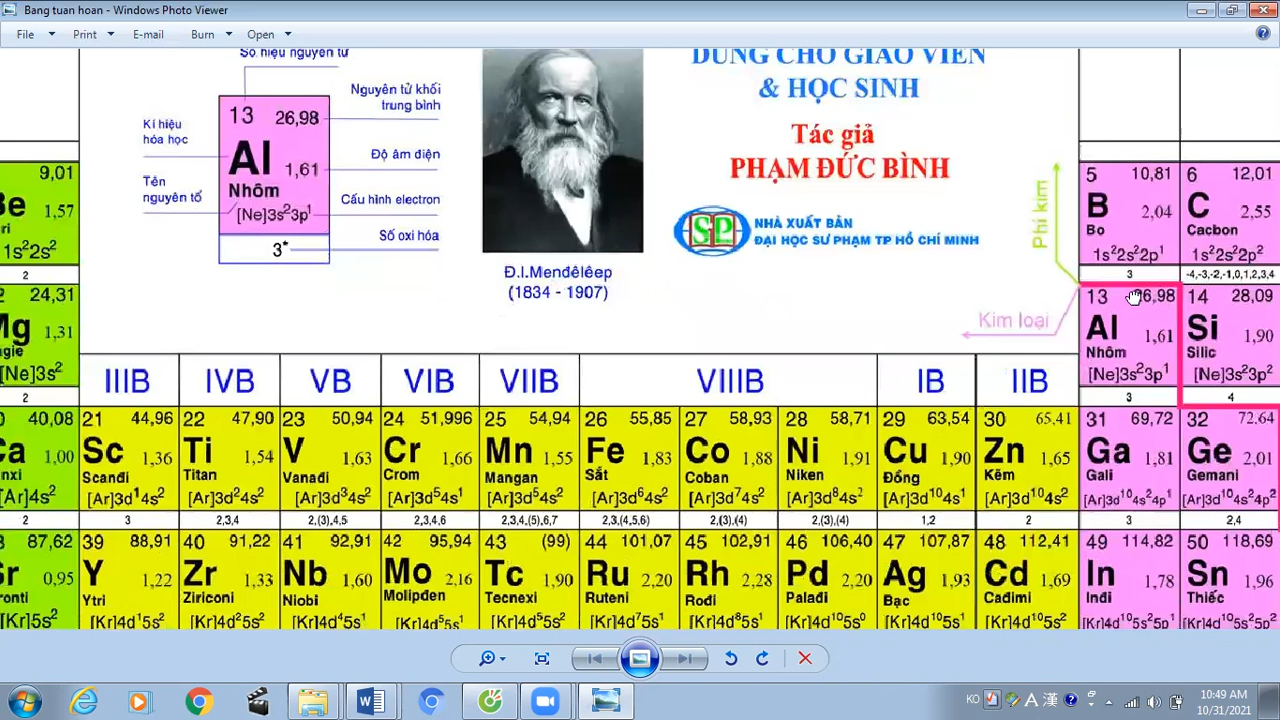 Bang tuan hoan - Windows Photo Viewer
File Print E-mail Burn Open
Số hiệu nguyên tử
DÙNG CHO GIÁO VIÊN
& HỌC SINH
Tác giả
PHẠM ĐỨC BÌNH
NHÀ XUẤT BẢN
ĐẠI HỌC SƯ PHẠM TP HỒ CHÍ MINH
Nguyên tử khối
trung bình
Kí hiệu
hóa học
Độ âm điện
Tên
nguyên tố
Cấu hình electron
Số oxi hóa
13 26,98
Al 1,61
Nhôm
[Ne]3s²3p¹
3*
Đ.I.Menđêlêep
(1834 - 1907)
Phi kim
Kim loại
9,01
Be 1,57
1s²2s²
2
24,31
Mg 1,31
[Ne]3s²
2
5 10,81
B 2,04
Bo
1s²2s²2p¹
3
6 12,01
C 2,55
Cacbon
1s²2s²2p²
-4,-3,-2,-1,0,1,2,3,4
13 26,98
Al 1,61
Nhôm
[Ne]3s²3p¹
3
14 28,09
Si 1,90
Silic
[Ne]3s²3p²
4
IIIB IVB VB VIB VIIB VIIIB IB IIB
40,08
Ca 1,00
[Ar]4s²
2
21 44,96
Sc 1,36
Scanđi
[Ar]3d¹4s²
3
22 47,90
Ti 1,54
Titan
[Ar]3d²4s²
2,3,4
23 50,94
V 1,63
Vanađi
[Ar]3d³4s²
2,(3),4,5
24 51,996
Cr 1,66
Crom
[Ar]3d⁵4s¹
2,3,4,6
25 54,94
Mn 1,55
Mangan
[Ar]3d⁵4s²
2,3,4,(5),6,7
26 55,85
Fe 1,83
Sắt
[Ar]3d⁶4s²
2,3,(4,5,6)
27 58,93
Co 1,88
Coban
[Ar]3d⁷4s²
2,(3),(4)
28 58,71
Ni 1,91
Niken
[Ar]3d⁸4s²
2,(3),(4)
29 63,54
Cu 1,90
Đồng
[Ar]3d¹⁰4s¹
1,2
30 65,41
Zn 1,65
Kẽm
[Ar]3d¹⁰4s²
2
31 69,72
Ga 1,81
Gali
[Ar]3d¹⁰4s²4p¹
3
32 72,64
Ge 2,01
Gemani
[Ar]3d¹⁰4s²4p²
2,4
87,62
Sr 0,95
[Kr]5s²
39 88,91
Y 1,22
Ytri
[Kr]4d¹5s²
40 91,22
Zr 1,33
Ziriconi
[Kr]4d²5s²
41 92,91
Nb 1,60
Niobi
[Kr]4d⁴5s¹
42 95,94
Mo 2,16
Molipđen
[Kr]4d⁵5s¹
43 (99)
Tc 1,90
Tecnexi
[Kr]4d⁵5s²
44 101,07
Ru 2,20
Ruteni
[Kr]4d⁷5s¹
45 102,91
Rh 2,28
Rođi
[Kr]4d⁸5s¹
46 106,40
Pd 2,20
Palađi
[Kr]4d¹⁰5s⁰
47 107,87
Ag 1,93
Bạc
[Kr]4d¹⁰5s¹
48 112,41
Cd 1,69
Cađimi
[Kr]4d¹⁰5s²
49 114,82
In 1,78
Inđi
[Kr]4d¹⁰5s²5p¹
50 118,69
Sn 1,96
Thiếc
[Kr]4d¹⁰5s²5p²
KO A 漢
10:49 AM
10/31/2021